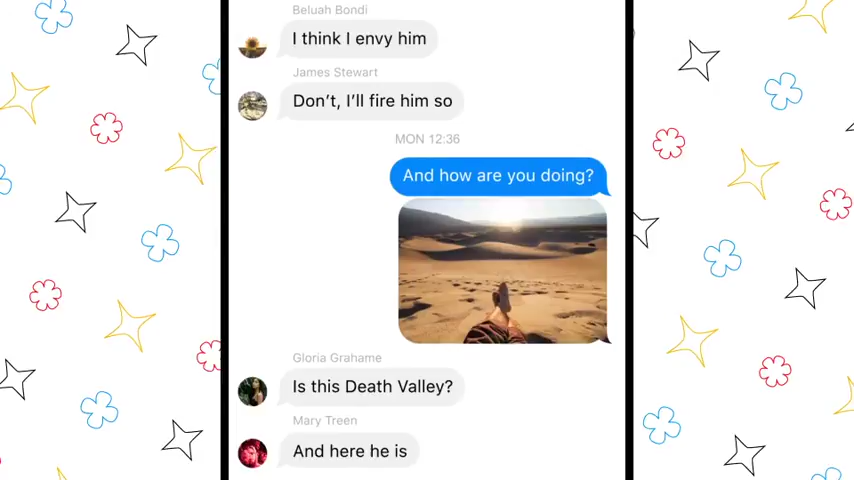 Beluah Bondi
I think I envy him
James Stewart
Don’t, I’ll fire him so
MON 12:36
And how are you doing?
Gloria Grahame
Is this Death Valley?
Mary Treen
And here he is